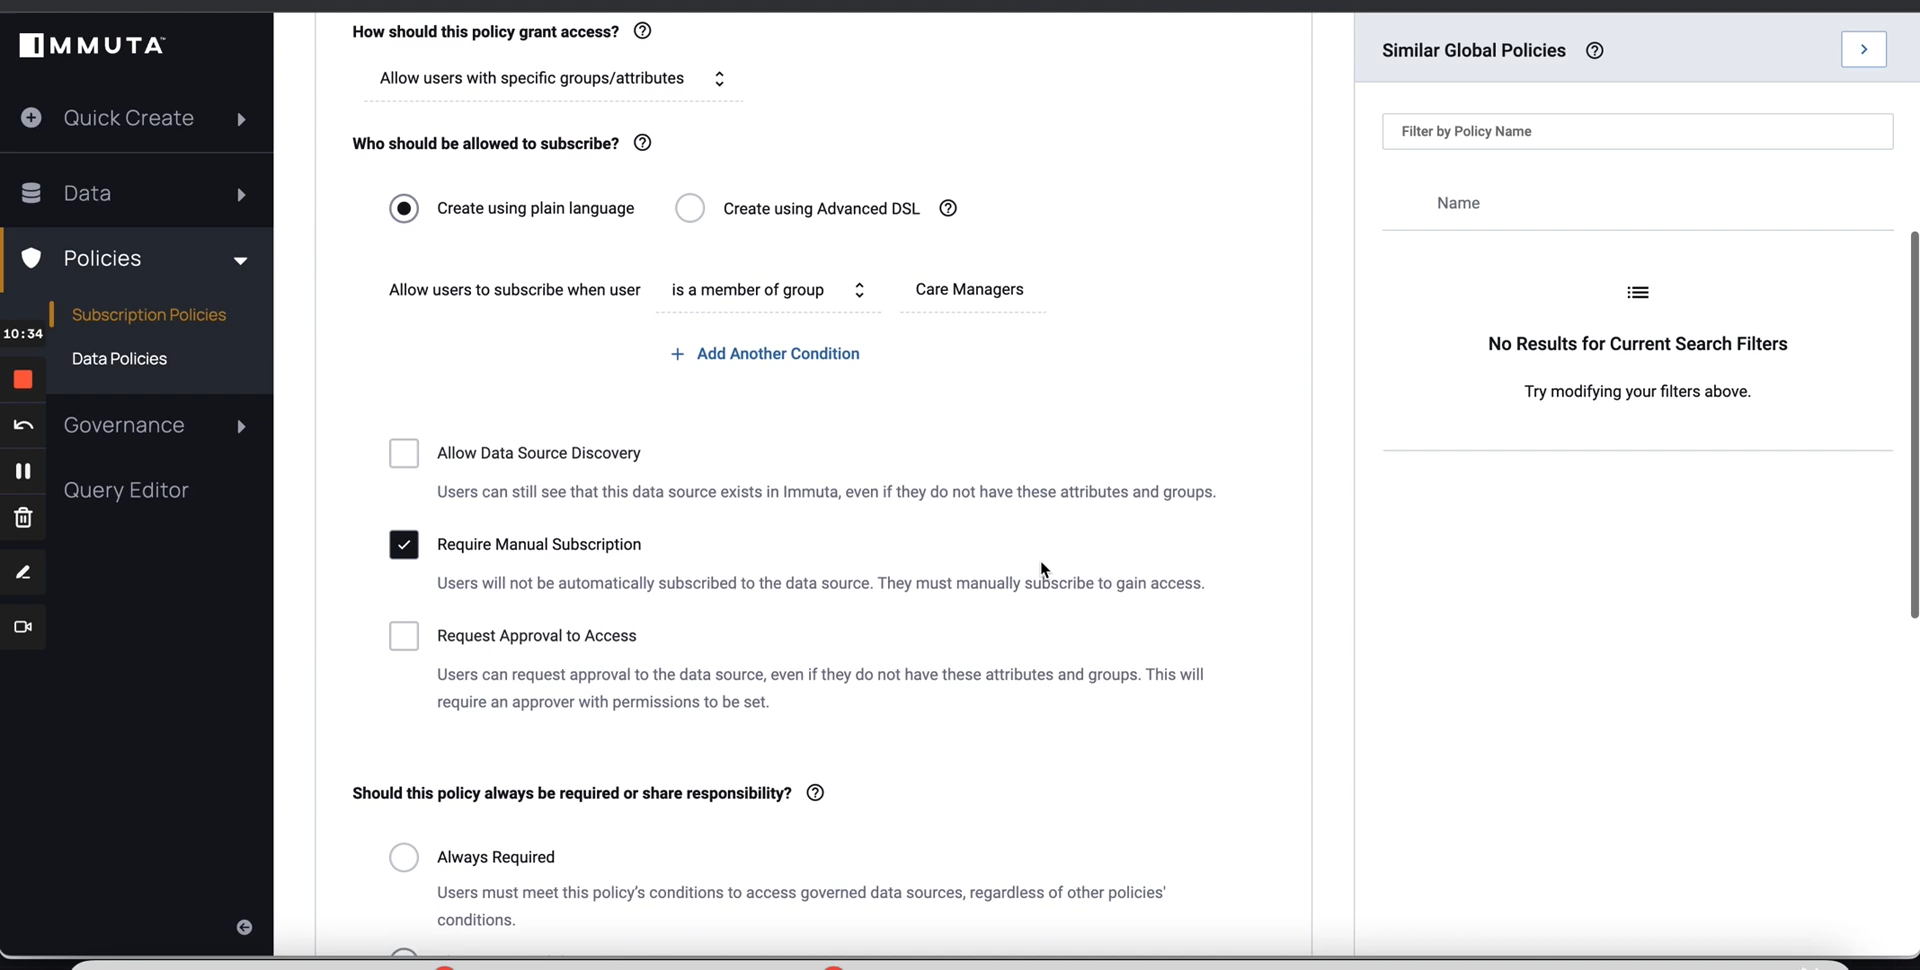 IMMUTA
Quick Create
Data
Policies
Subscription Policies
10:34
Data Policies
Governance
Query Editor
How should this policy grant access?
Allow users with specific groups/attributes
Who should be allowed to subscribe?
Create using plain language
Create using Advanced DSL
Allow users to subscribe when user is a member of group Care Managers
+ Add Another Condition
Allow Data Source Discovery
Users can still see that this data source exists in Immuta, even if they do not have these attributes and groups.
Require Manual Subscription
Users will not be automatically subscribed to the data source. They must manually subscribe to gain access.
Request Approval to Access
Users can request approval to the data source, even if they do not have these attributes and groups. This will
require an approver with permissions to be set.
Should this policy always be required or share responsibility?
Always Required
Users must meet this policy's conditions to access governed data sources, regardless of other policies'
conditions.
Similar Global Policies
Filter by Policy Name
Name
No Results for Current Search Filters
Try modifying your filters above.